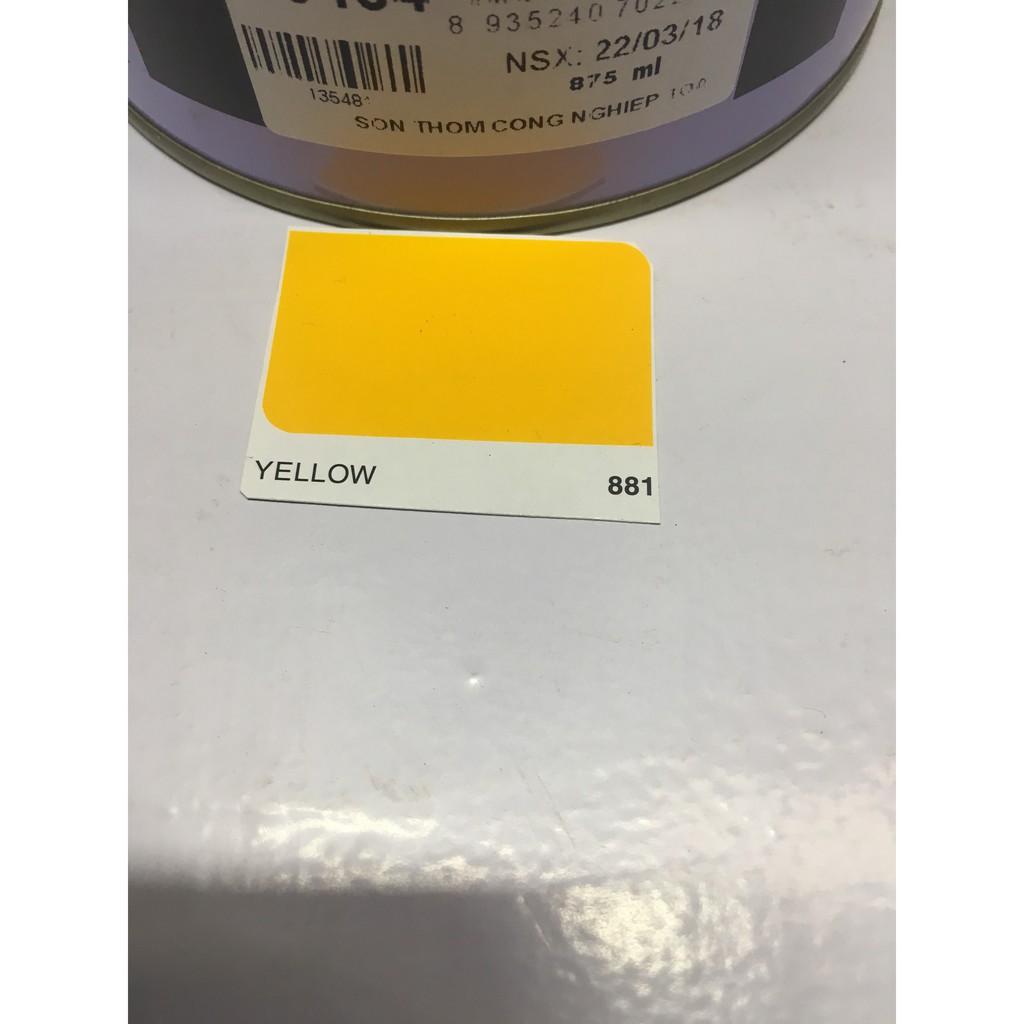 8 935240 702
NSX: 22/03/18
875 ml
13548
SON THOM CONG NGHIEP
YELLOW
881